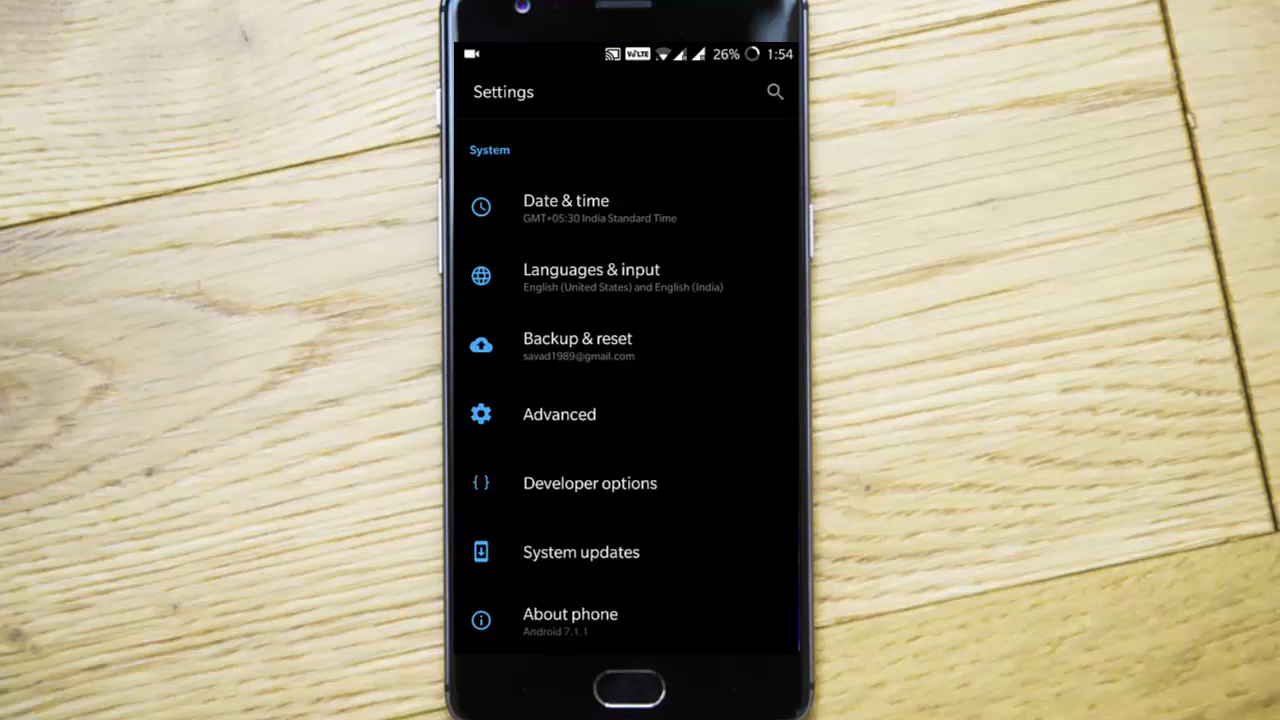 VoLTE 26% 1:54
Settings
System
Date & time
GMT+05:30 India Standard Time
Languages & input
English (United States) and English (India)
Backup & reset
savad1989@gmail.com
Advanced
{ } Developer options
System updates
About phone
Android 7.1.1